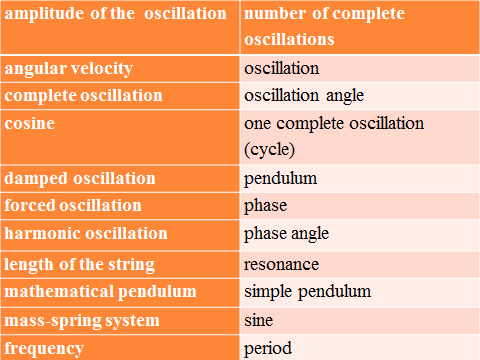 amplitude of the oscillation
number of complete
oscillations
angular velocity
oscillation
complete oscillation
oscillation angle
cosine
one complete oscillation
(cycle)
damped oscillation
pendulum
forced oscillation
phase
harmonic oscillation
phase angle
length of the string
resonance
mathematical pendulum
simple pendulum
mass-spring system
sine
frequency
period